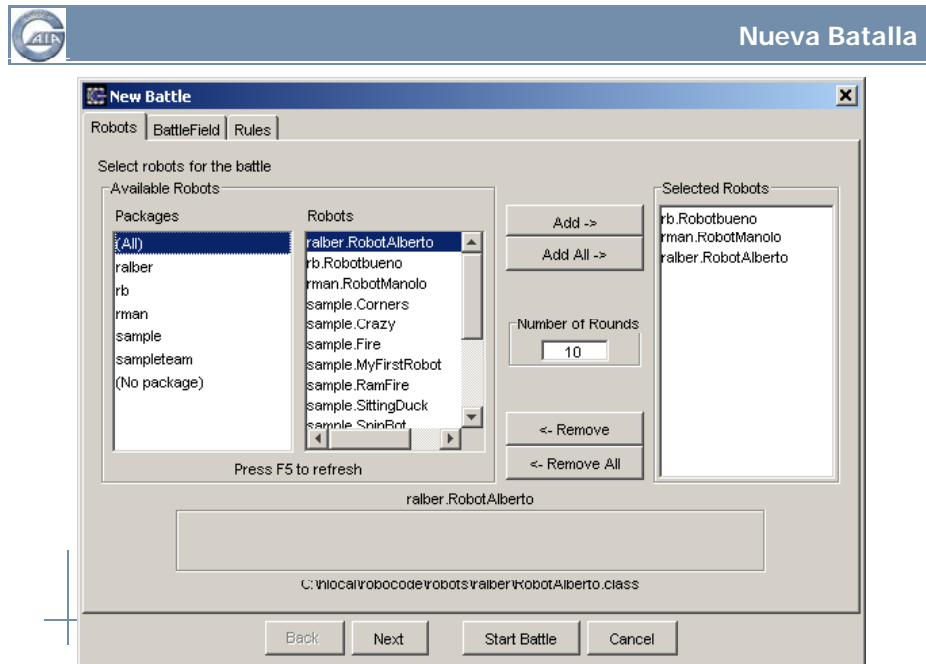 GAIA
Nueva Batalla
New Battle
Robots
BattleField
Rules
Select robots for the battle
Available Robots
Packages
(All)
ralber
rb
rman
sample
sampleteam
(No package)
Robots
ralber.RobotAlberto
rb.Robotbueno
rman.RobotManolo
sample.Corners
sample.Crazy
sample.Fire
sample.MyFirstRobot
sample.RamFire
sample.SittingDuck
sample.SpinBot
Press F5 to refresh
Add ->
Add All ->
Number of Rounds
10
<- Remove
<- Remove All
Selected Robots
rb.Robotbueno
rman.RobotManolo
ralber.RobotAlberto
ralber.RobotAlberto
C:\hlocal\robocode\robots\ralber\RobotAlberto.class
Back
Next
Start Battle
Cancel